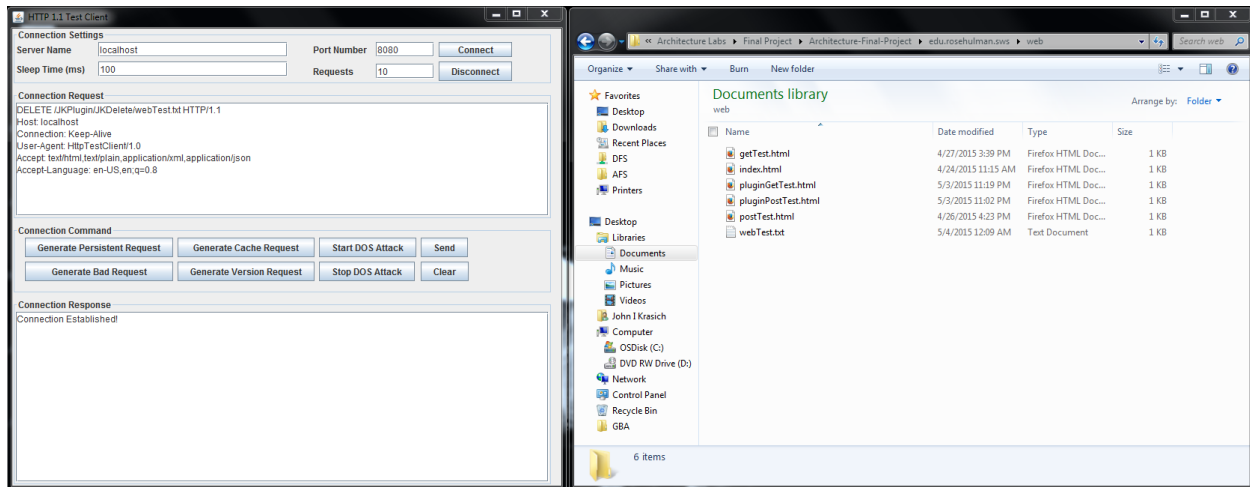 HTTP 1.1 Test Client
Connection Settings
Server Name localhost Port Number 8080 Connect
Sleep Time (ms) 100 Requests 10 Disconnect
Connection Request
DELETE /JKPlugin/JKDelete/webTest.txt HTTP/1.1
Host: localhost
Connection: Keep-Alive
User-Agent: HttpTestClient/1.0
Accept: text/html,text/plain,application/xml,application/json
Accept-Language: en-US,en;q=0.8
Connection Command
Generate Persistent Request Generate Cache Request Start DOS Attack Send
Generate Bad Request Generate Version Request Stop DOS Attack Clear
Connection Response
Connection Established!
« Architecture Labs Final Project Architecture-Final-Project edu.rosehulman.sws web Search web
Organize Share with Burn New folder
Favorites
Desktop
Downloads
Recent Places
DFS
AFS
Printers
Desktop
Libraries
Documents
Music
Pictures
Videos
John I Krasich
Computer
OSDisk (C:)
DVD RW Drive (D:)
Network
Control Panel
Recycle Bin
GBA
Documents library
web
Arrange by: Folder
Name Date modified Type Size
getTest.html 4/27/2015 3:39 PM Firefox HTML Doc... 1 KB
index.html 4/24/2015 11:15 AM Firefox HTML Doc... 1 KB
pluginGetTest.html 5/3/2015 11:19 PM Firefox HTML Doc... 1 KB
pluginPostTest.html 5/3/2015 11:02 PM Firefox HTML Doc... 1 KB
postTest.html 4/26/2015 4:23 PM Firefox HTML Doc... 1 KB
webTest.txt 5/4/2015 12:09 AM Text Document 1 KB
6 items